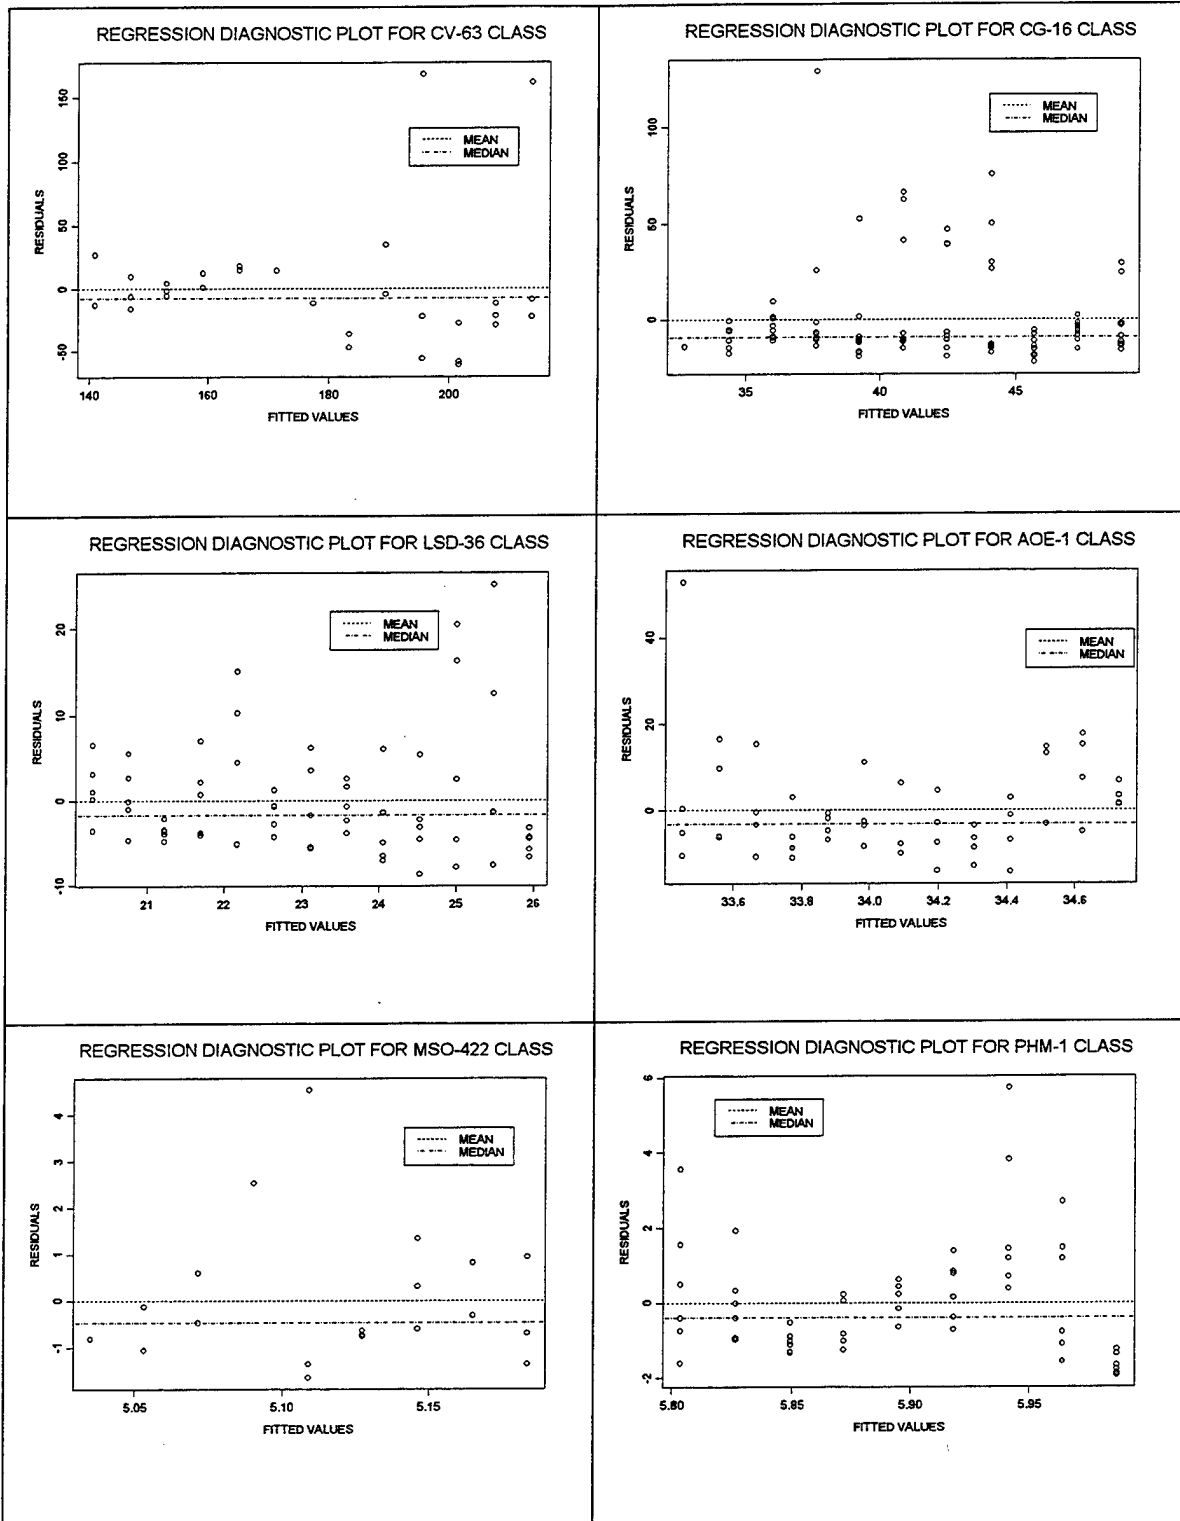 REGRESSION DIAGNOSTIC PLOT FOR CV-63 CLASS
150
100
50
0
-50
RESIDUALS
MEAN
MEDIAN
140
160
180
200
FITTED VALUES
REGRESSION DIAGNOSTIC PLOT FOR CG-16 CLASS
100
50
0
RESIDUALS
MEAN
MEDIAN
35
40
45
FITTED VALUES
REGRESSION DIAGNOSTIC PLOT FOR LSD-36 CLASS
20
10
0
-10
RESIDUALS
MEAN
MEDIAN
21
22
23
24
25
26
FITTED VALUES
REGRESSION DIAGNOSTIC PLOT FOR AOE-1 CLASS
40
20
0
RESIDUALS
MEAN
MEDIAN
33.6
33.8
34.0
34.2
34.4
34.6
FITTED VALUES
REGRESSION DIAGNOSTIC PLOT FOR MSO-422 CLASS
4
3
2
1
0
-1
RESIDUALS
MEAN
MEDIAN
5.05
5.10
5.15
FITTED VALUES
REGRESSION DIAGNOSTIC PLOT FOR PHM-1 CLASS
6
4
2
0
-2
RESIDUALS
MEAN
MEDIAN
5.80
5.85
5.90
5.95
FITTED VALUES